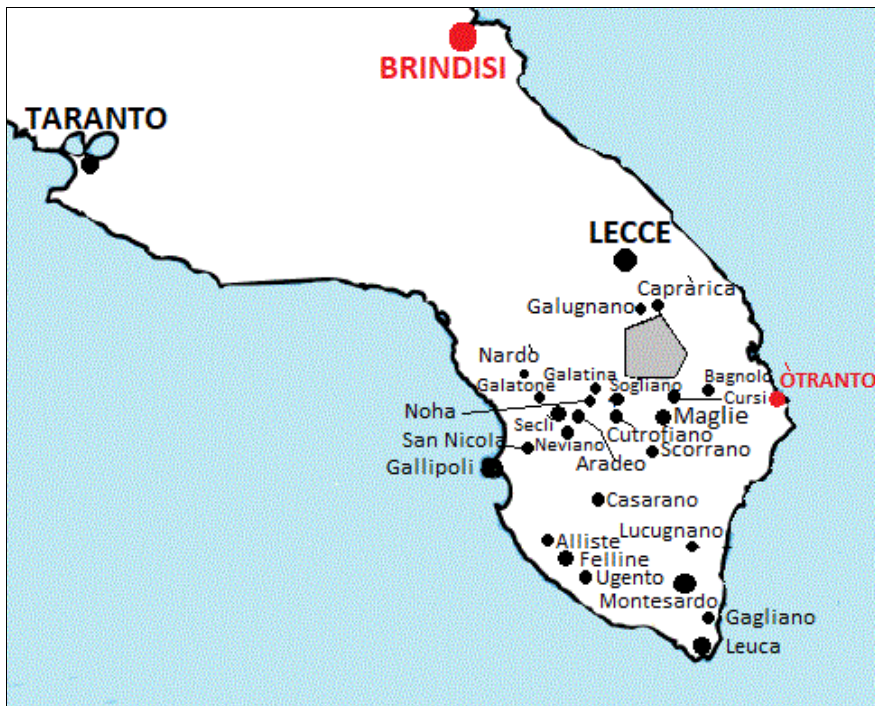 BRINDISI
TARANTO
LECCE
Capràrica
Galugnano
Nardò
Galatina
Galatone
Sogliano
Bagnolo
ÒTRANTO
Cursi
Noha
Secli
Maglie
San Nicola
Neviano
Cutrofiano
Scorrano
Aradeo
Gallipoli
Casarano
Lucugnano
Alliste
Felline
Ugento
Montesardo
Gagliano
Leuca